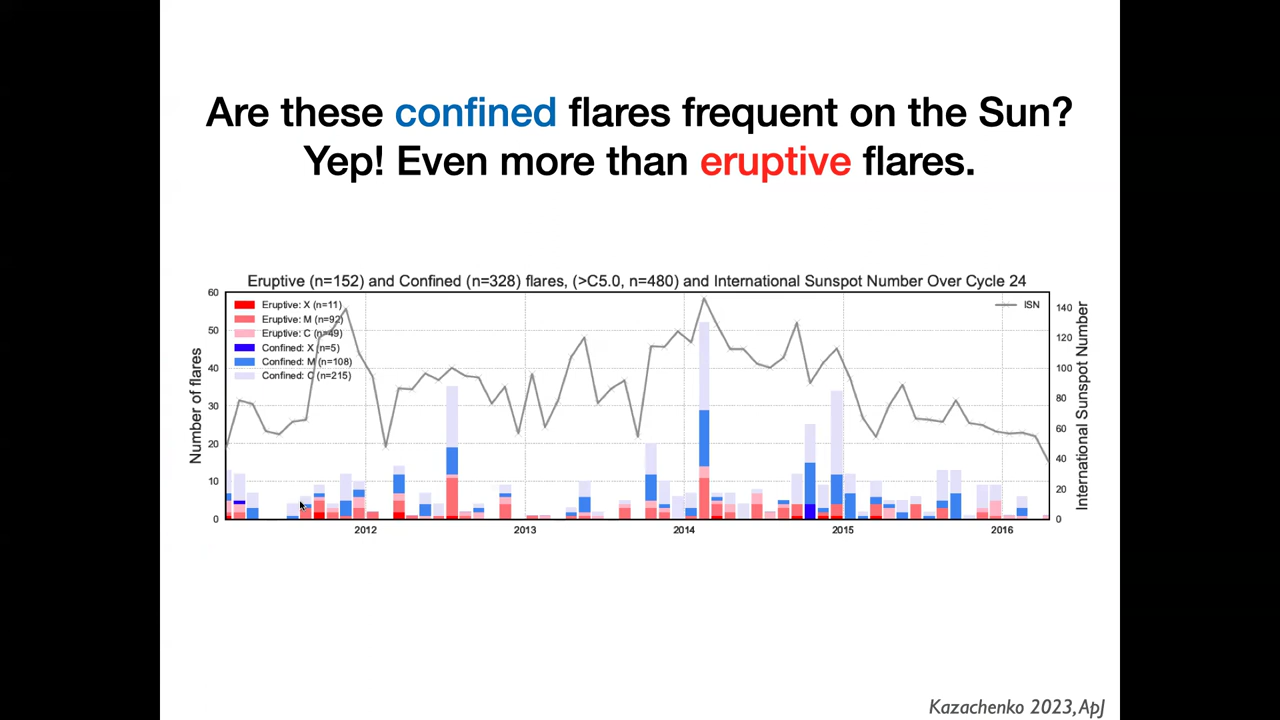 Are these confined flares frequent on the Sun?
Yep! Even more than eruptive flares.
Eruptive (n=152) and Confined (n=328) flares, (>C5.0, n=480) and International Sunspot Number Over Cycle 24
Number of flares
60
50
40
30
20
10
0
Eruptive: X (n=11)
Eruptive: M (n=92)
Eruptive: C (n=49)
Confined: X (n=5)
Confined: M (n=108)
Confined: C (n=215)
ISN
140
120
100
80
60
40
20
0
International Sunspot Number
2012
2013
2014
2015
2016
Kazachenko 2023, ApJ